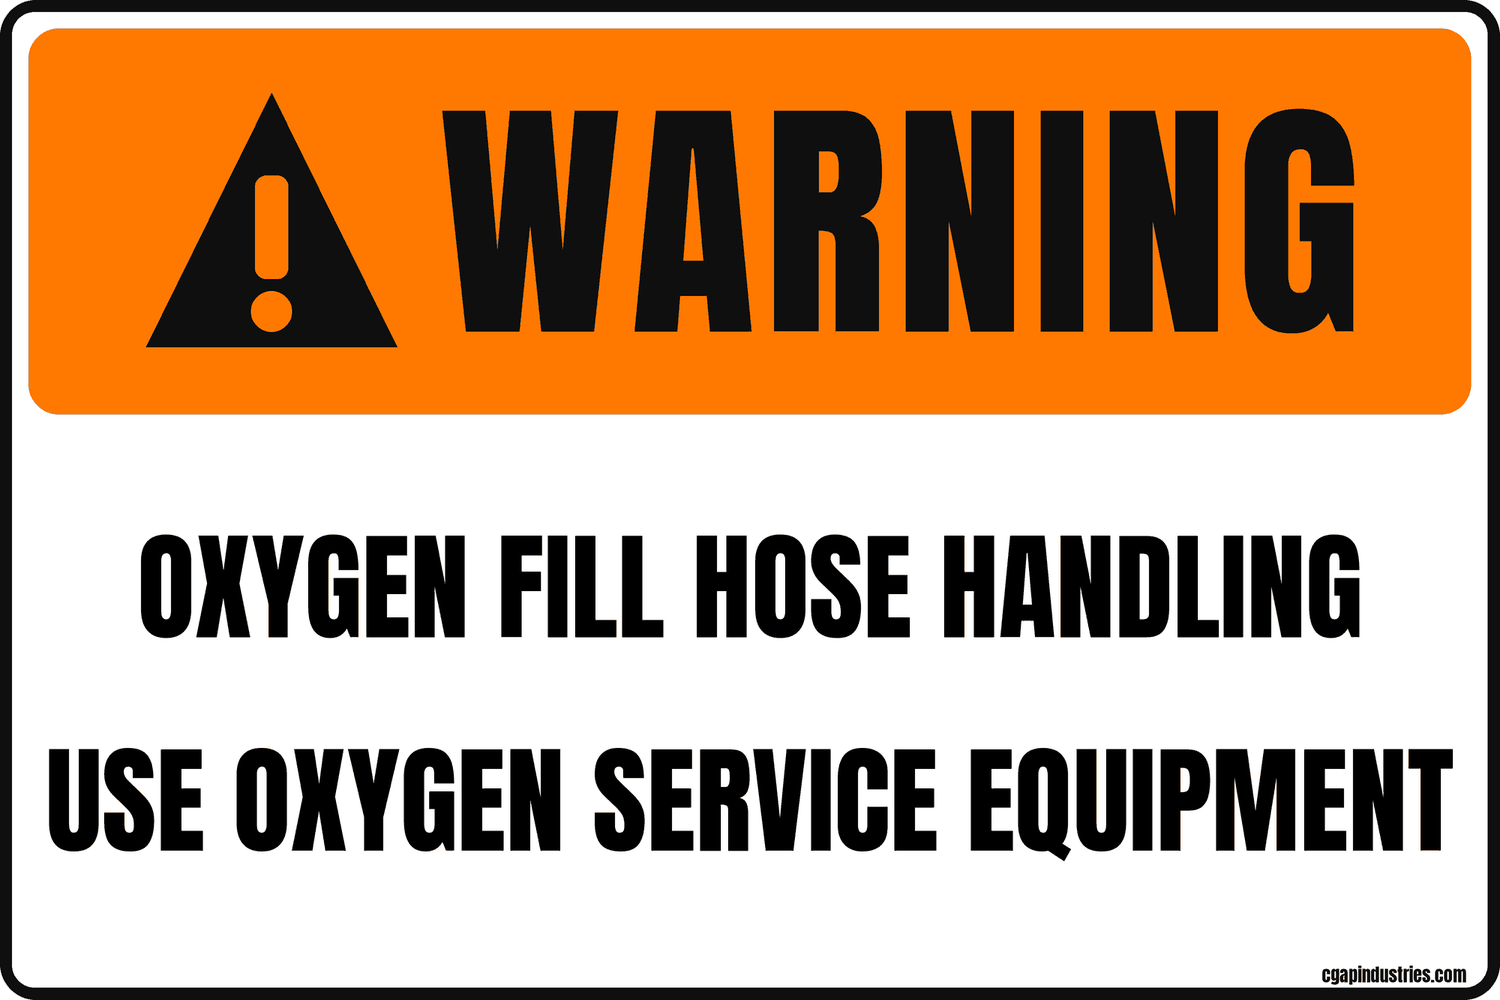 WARNING
OXYGEN FILL HOSE HANDLING
USE OXYGEN SERVICE EQUIPMENT
cgapindustries.com